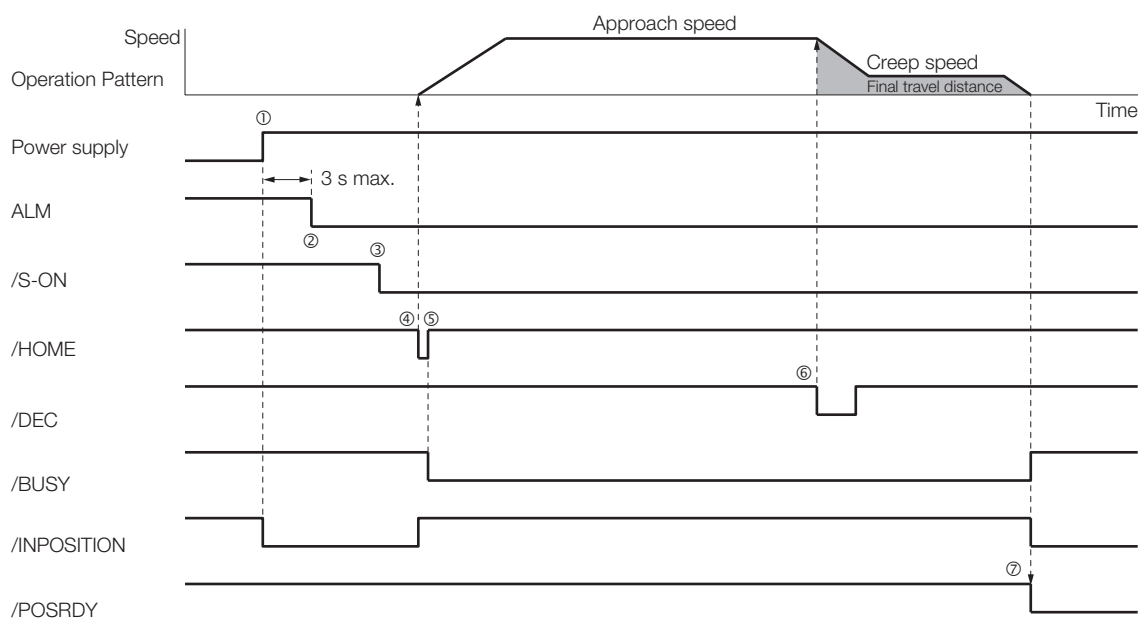 Speed
Approach speed
Creep speed
Operation Pattern
Final travel distance
Time
①
Power supply
3 s max.
ALM
②
③
/S-ON
④ ⑤
/HOME
⑥
/DEC
/BUSY
/INPOSITION
⑦
/POSRDY